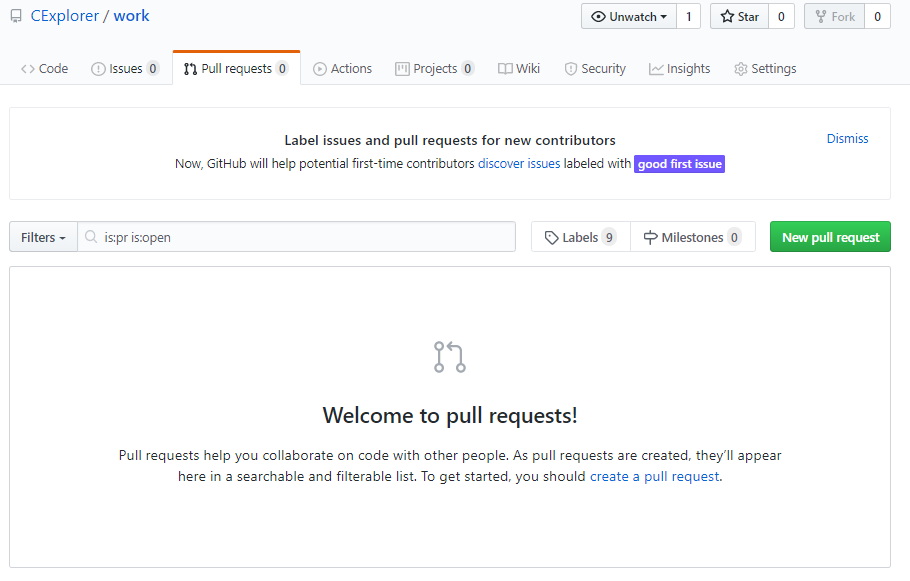 CExplorer / work
Unwatch 1 Star 0 Fork 0
Code Issues 0 Pull requests 0 Actions Projects 0 Wiki Security Insights Settings
Label issues and pull requests for new contributors
Dismiss
Now, GitHub will help potential first-time contributors discover issues labeled with good first issue
Filters is:pr is:open Labels 9 Milestones 0 New pull request
Welcome to pull requests!
Pull requests help you collaborate on code with other people. As pull requests are created, they’ll appear
here in a searchable and filterable list. To get started, you should create a pull request.